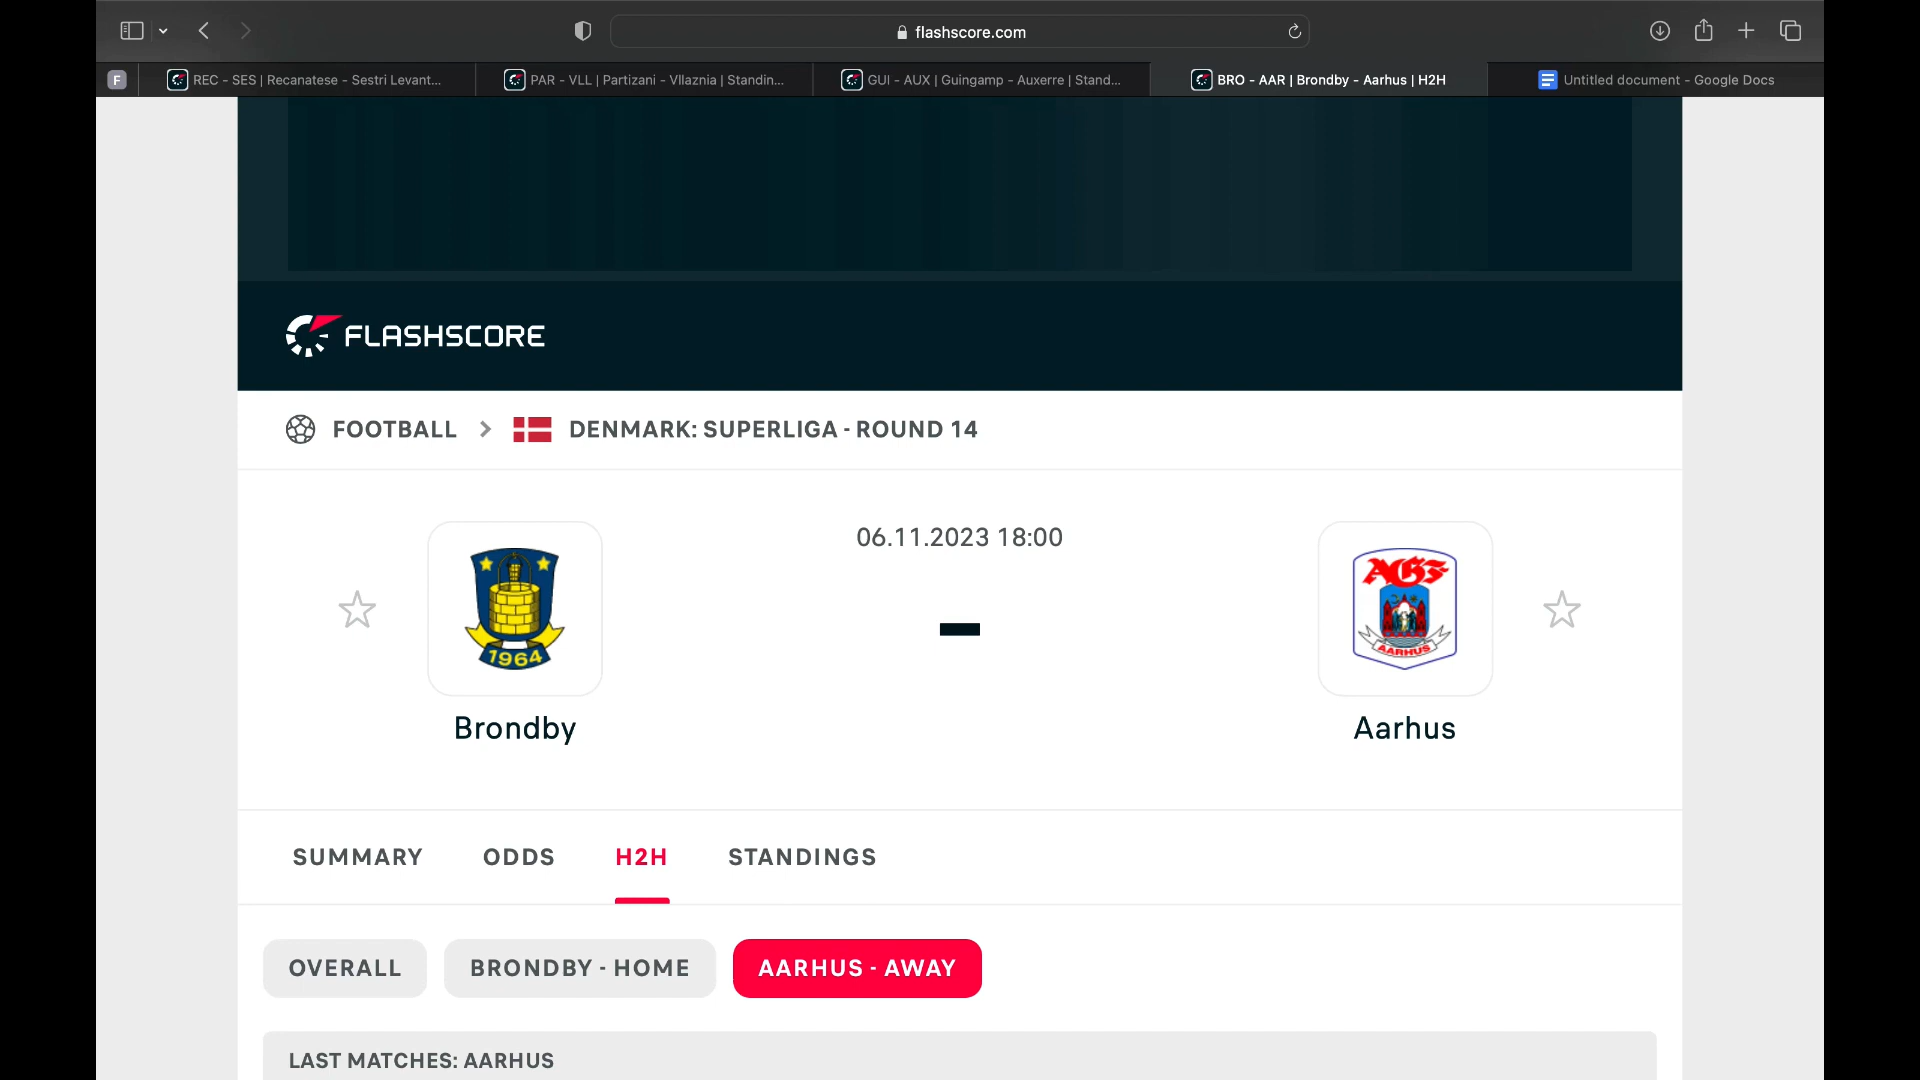 flashscore.com
F
REC - SES | Recanatese - Sestri Levant...
PAR - VLL | Partizani - Vllaznia | Standin...
GUI - AUX | Guingamp - Auxerre | Stand...
BRO - AAR | Brondby - Aarhus | H2H
Untitled document - Google Docs
FLASHSCORE
FOOTBALL > DENMARK: SUPERLIGA - ROUND 14
06.11.2023 18:00
1964
AGF
AARHUS
-
Brondby
Aarhus
SUMMARY
ODDS
H2H
STANDINGS
OVERALL
BRONDBY - HOME
AARHUS - AWAY
LAST MATCHES: AARHUS